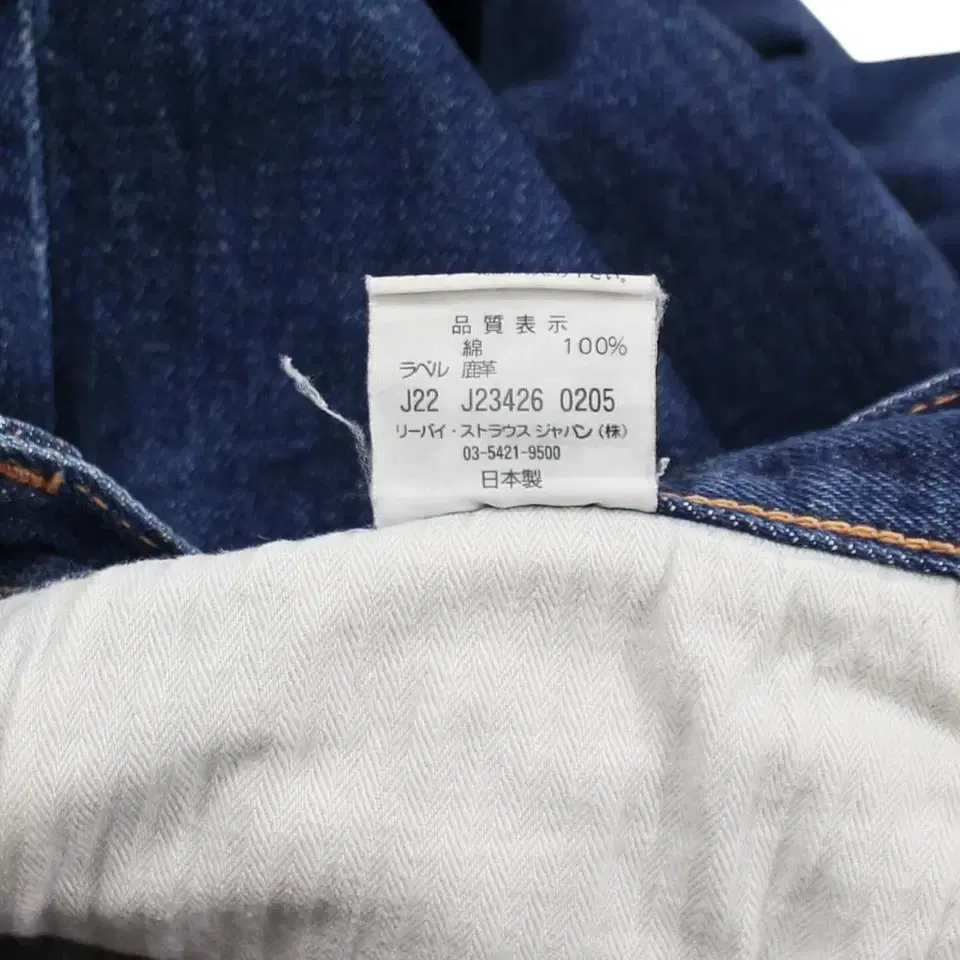 品質表示
綿 100%
ラベル 鹿革
J22 J23426 0205
リーバイ・ストラウス ジャパン(株)
03-5421-9500
日本製